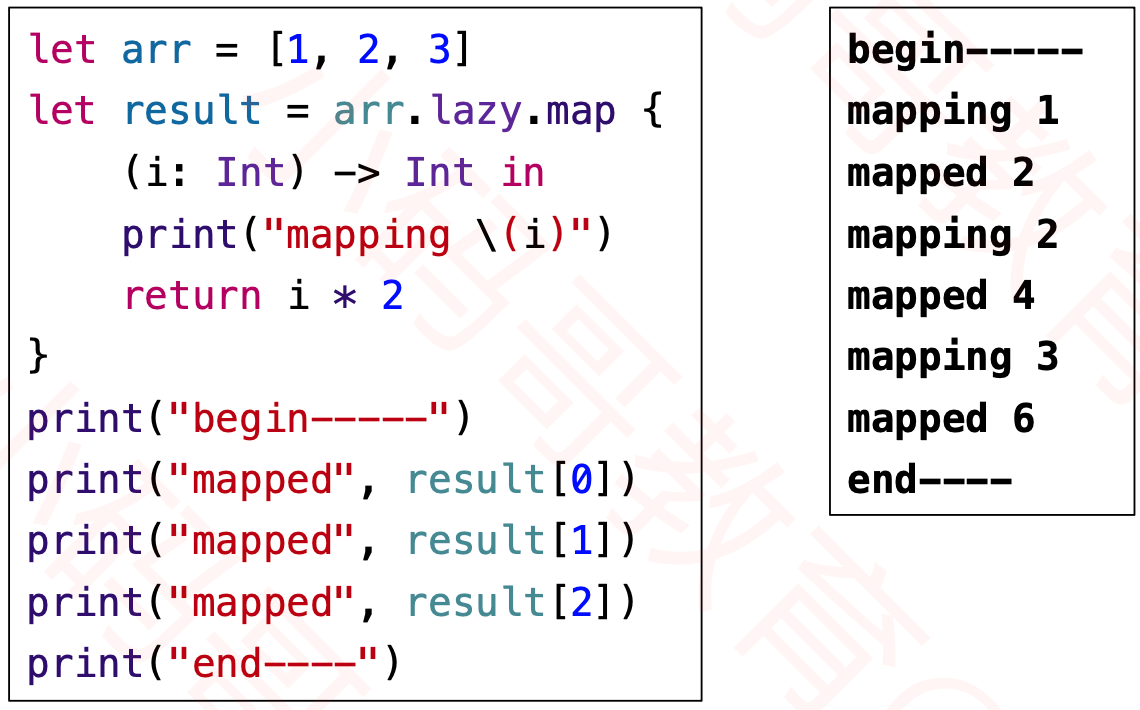 let arr = [1, 2, 3]
let result = arr.lazy.map {
    (i: Int) -> Int in
    print("mapping \(i)")
    return i * 2
}
print("begin-----")
print("mapped", result[0])
print("mapped", result[1])
print("mapped", result[2])
print("end----")
begin-----
mapping 1
mapped 2
mapping 2
mapped 4
mapping 3
mapped 6
end----